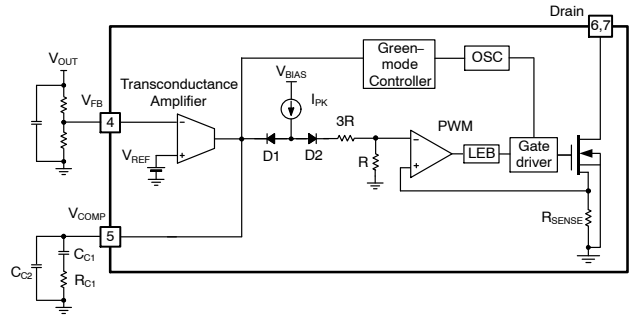 Drain
6,7
Green–
mode
Controller
OSC
VOUT
VBIAS
Transconductance
Amplifier
IPK
VFB
4
3R
PWM
D1
D2
R
LEB
Gate
driver
VREF
RSENSE
VCOMP
5
CC1
CC2
RC1